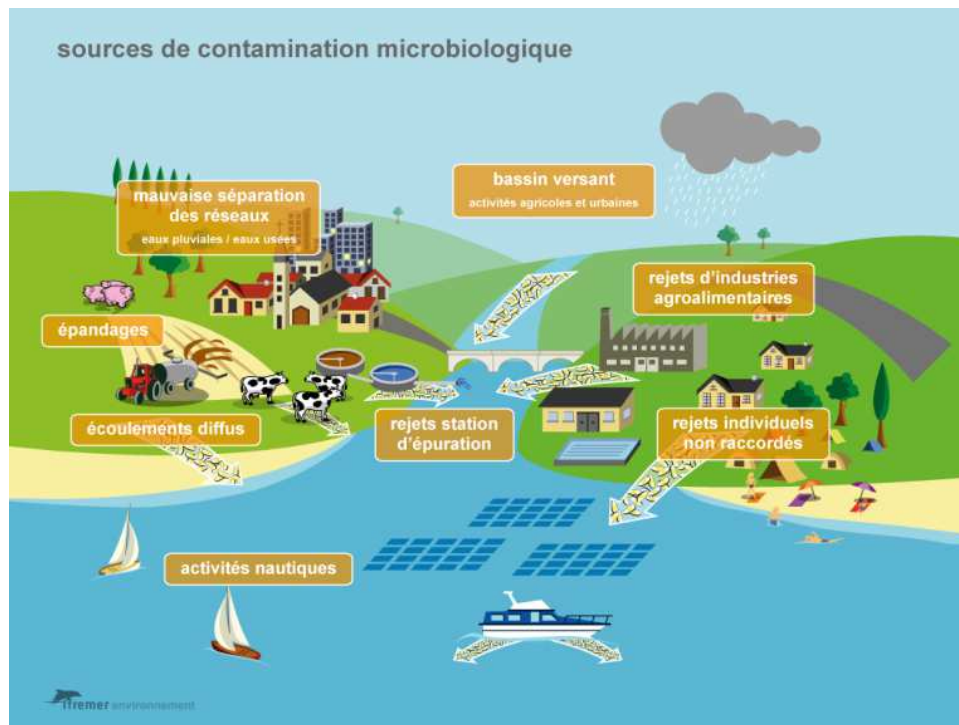 sources de contamination microbiologique
mauvaise séparation
des réseaux
eaux pluviales / eaux usées
bassin versant
activités agricoles et urbaines
rejets d'industries
agroalimentaires
épandages
écoulements diffus
rejets station
d'épuration
rejets individuels
non raccordés
activités nautiques
Ifremer environnement